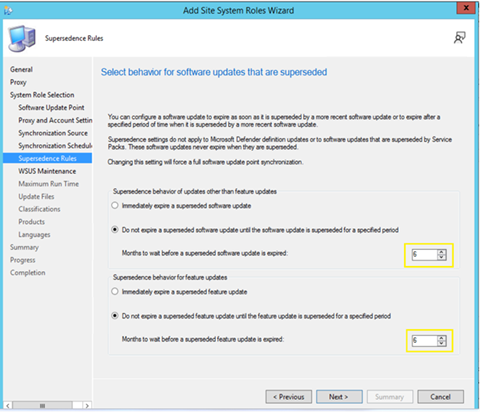 Add Site System Roles Wizard
x
Supersedence Rules
General
Proxy
System Role Selection
Software Update Point
Proxy and Account Settin
Synchronization Source
Synchronization Schedul
Supersedence Rules
WSUS Maintenance
Maximum Run Time
Update Files
Classifications
Products
Languages
Summary
Progress
Completion
Select behavior for software updates that are superseded
You can configure a software update to expire as soon as it is superseded by a more recent software update or to expire after a
specified period of time when it is superseded by a more recent software update.
Supersedence settings do not apply to Microsoft Defender definition updates or to software updates that are superseded by Service
Packs. These software updates never expire when they are superseded.
Changing this setting will force a full software update point synchronization.
Supersedence behavior of updates other than feature updates
Immediately expire a superseded software update
Do not expire a superseded software update until the software update is superseded for a specified period
Months to wait before a superseded software update is expired: 6
Supersedence behavior for feature updates
Immediately expire a superseded feature update
Do not expire a superseded feature update until the feature update is superseded for a specified period
Months to wait before a superseded feature update is expired: 6
< Previous Next > Summary Cancel